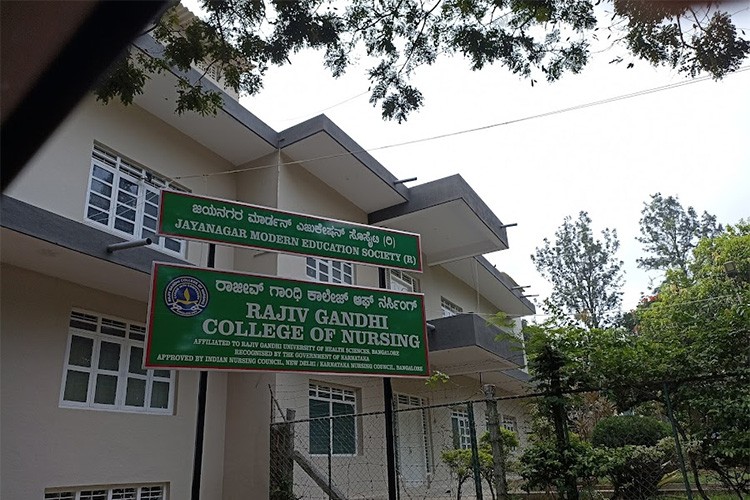 ಜಯನಗರ ಮಾರ್ಡನ್ ಎಜುಕೇಷನ್ ಸೊಸೈಟಿ (ರಿ)
JAYANAGAR MODERN EDUCATION SOCIETY (R)
ರಾಜೀವ್ ಗಾಂಧಿ ಕಾಲೇಜ್ ಆಫ್ ನರ್ಸಿಂಗ್
RAJIV GANDHI
COLLEGE OF NURSING
AFFILIATED TO RAJIV GANDHI UNIVERSITY OF HEALTH SCIENCES, BANGALORE
RECOGNISED BY THE GOVERNMENT OF KARNATAKA
APPROVED BY INDIAN NURSING COUNCIL, NEW DELHI / KARNATAKA NURSING COUNCIL, BANGALORE